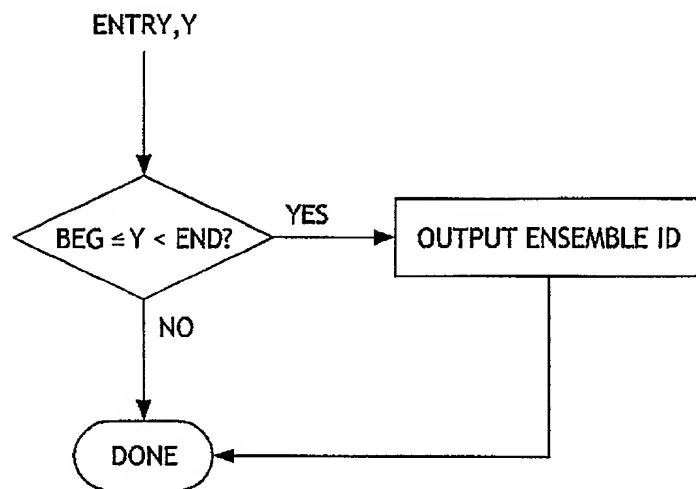 ENTRY,Y
BEG ≤ Y < END?
YES
OUTPUT ENSEMBLE ID
NO
DONE